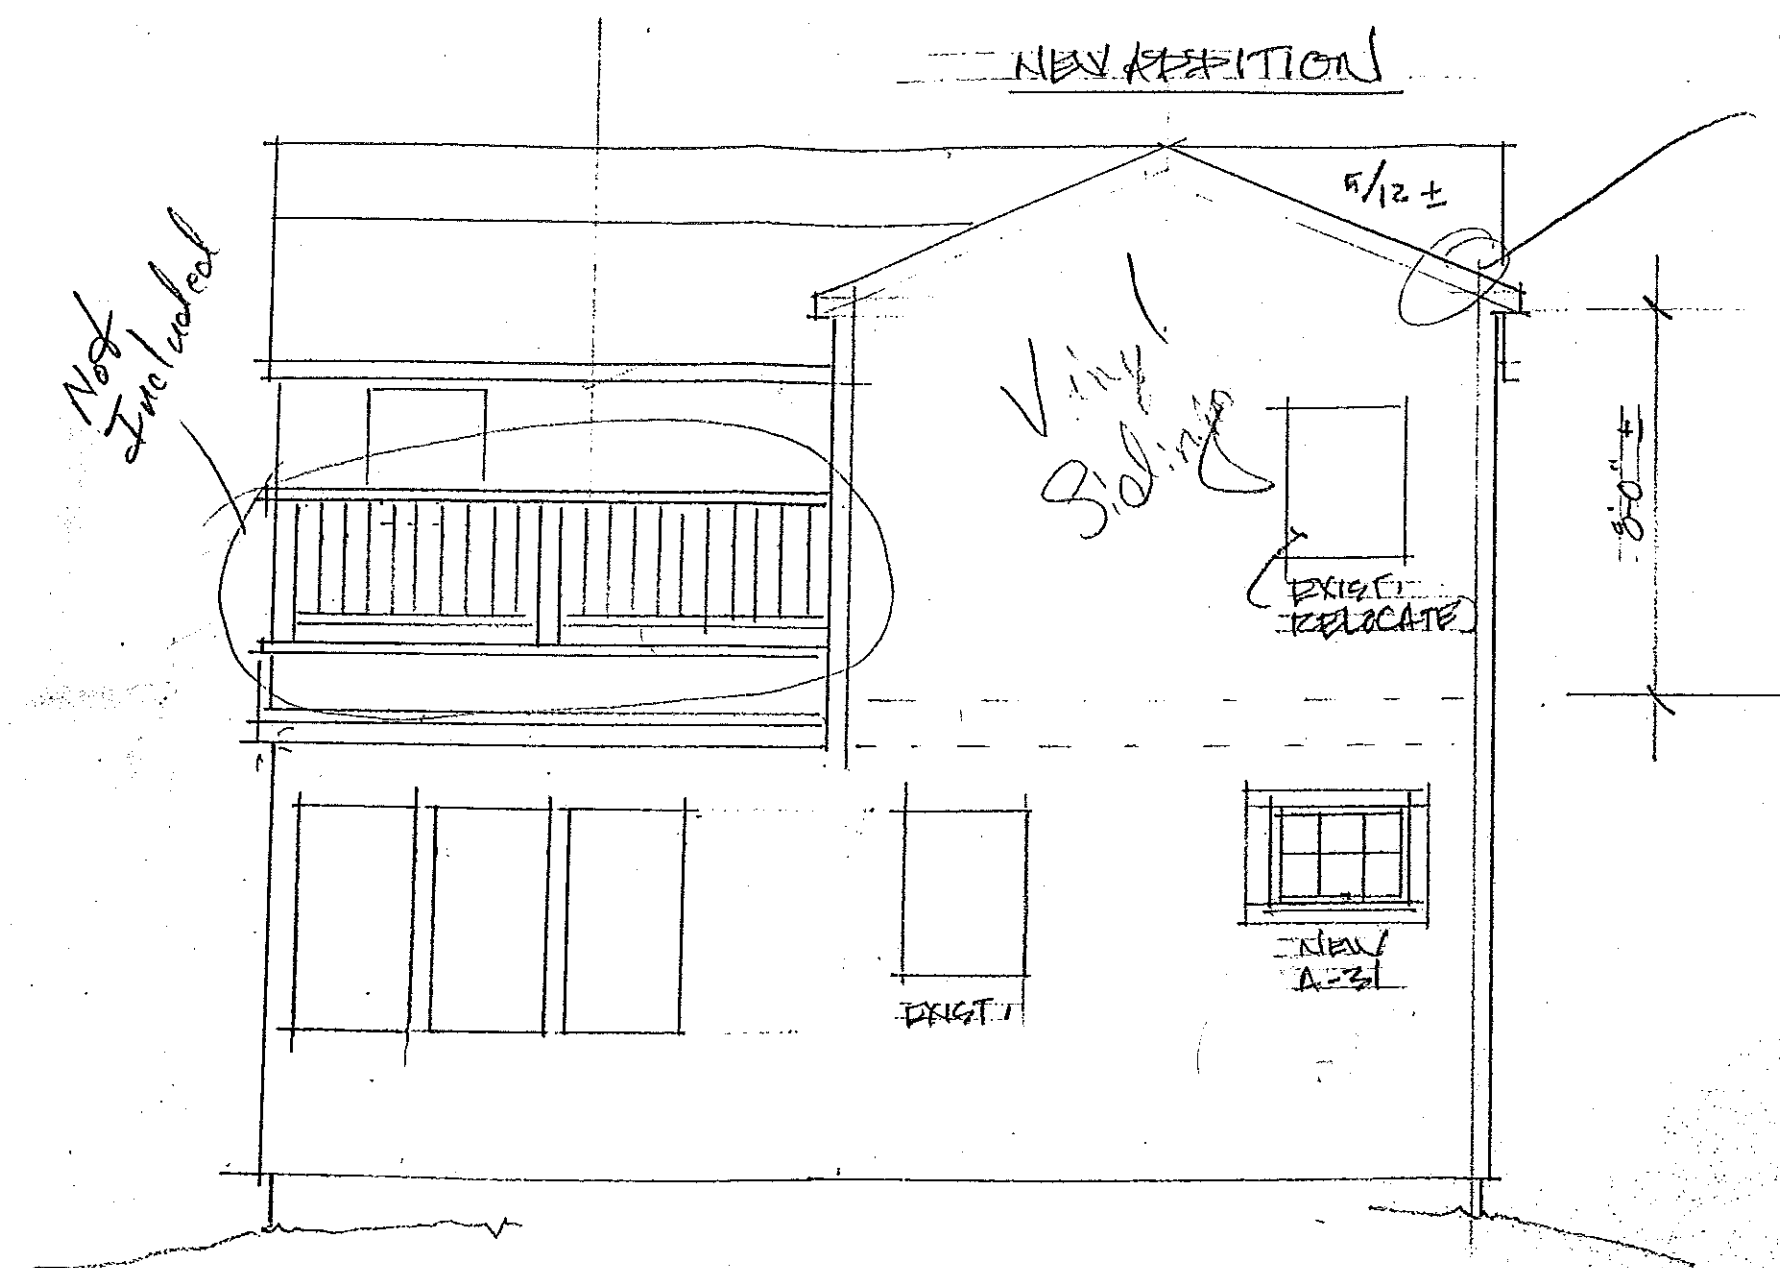 NEW ADDITION
5/12 ±
Not
Included
Vinyl
Siding
8'-0" ±
EXIST.
RELOCATE
NEW
A-31
EXIST.